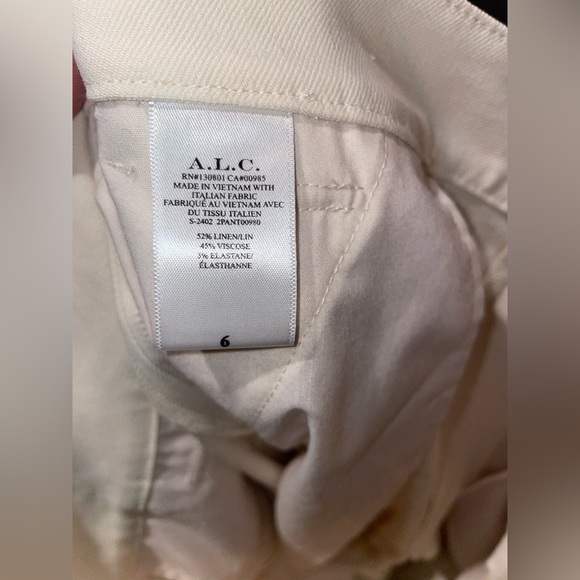 A.L.C.
RN#130801 CA#00985
MADE IN VIETNAM WITH
ITALIAN FABRIC
FABRIQUÉ AU VIETNAM AVEC
DU TISSU ITALIEN
S-2402 2PANT00980
52% LINEN/LIN
45% VISCOSE
3% ELASTANE/
ÉLASTHANNE
6